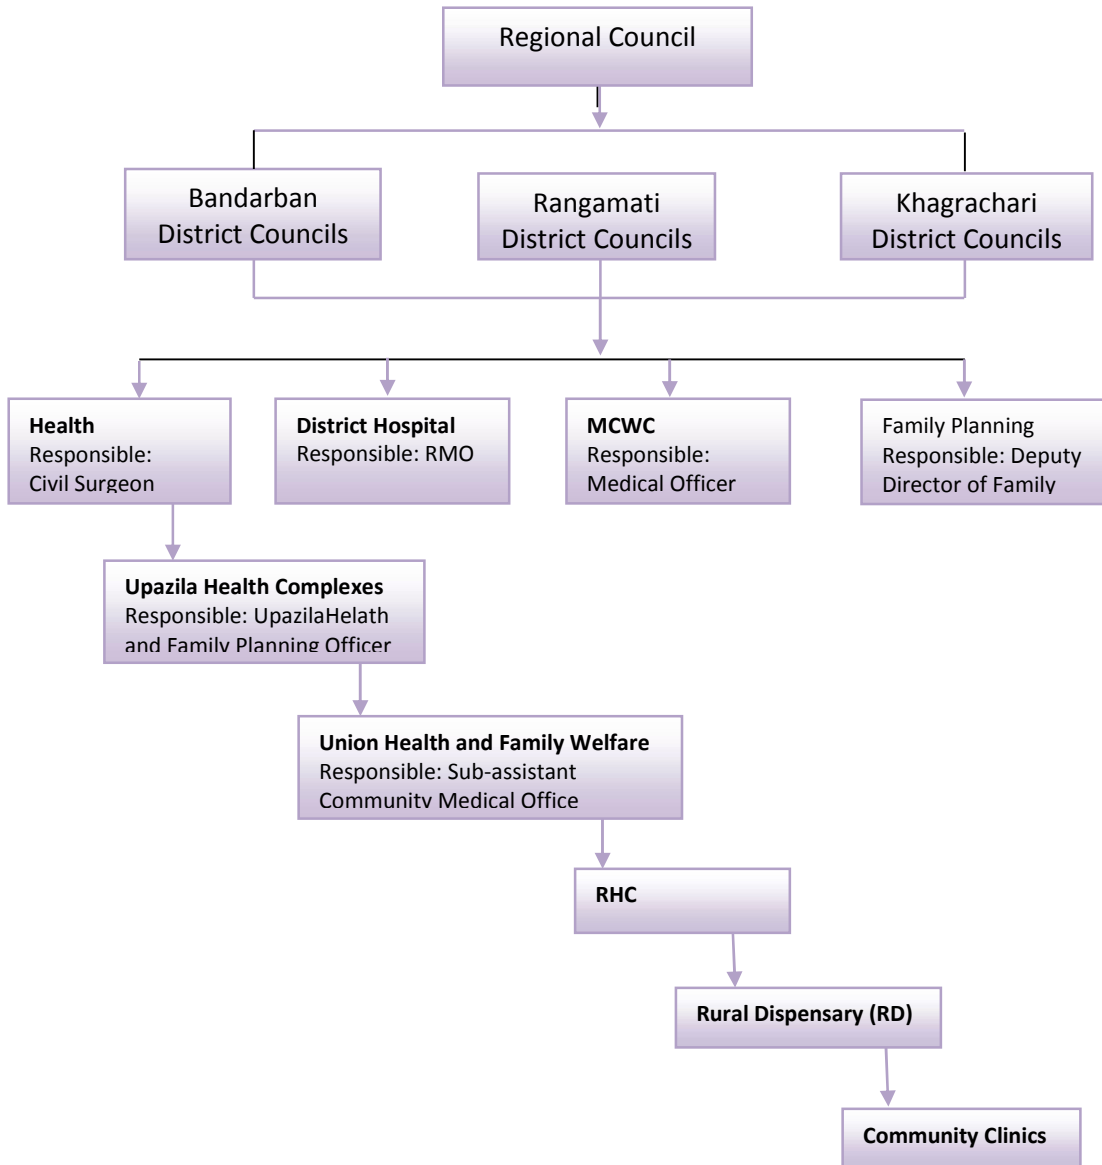 Regional Council
Bandarban
District Councils
Rangamati
District Councils
Khagrachari
District Councils
Health
Responsible:
Civil Surgeon
District Hospital
Responsible: RMO
MCWC
Responsible:
Medical Officer
Family Planning
Responsible: Deputy
Director of Family
Upazila Health Complexes
Responsible: UpazilaHelath
and Family Planning Officer
Union Health and Family Welfare
Responsible: Sub-assistant
Community Medical Office
RHC
Rural Dispensary (RD)
Community Clinics